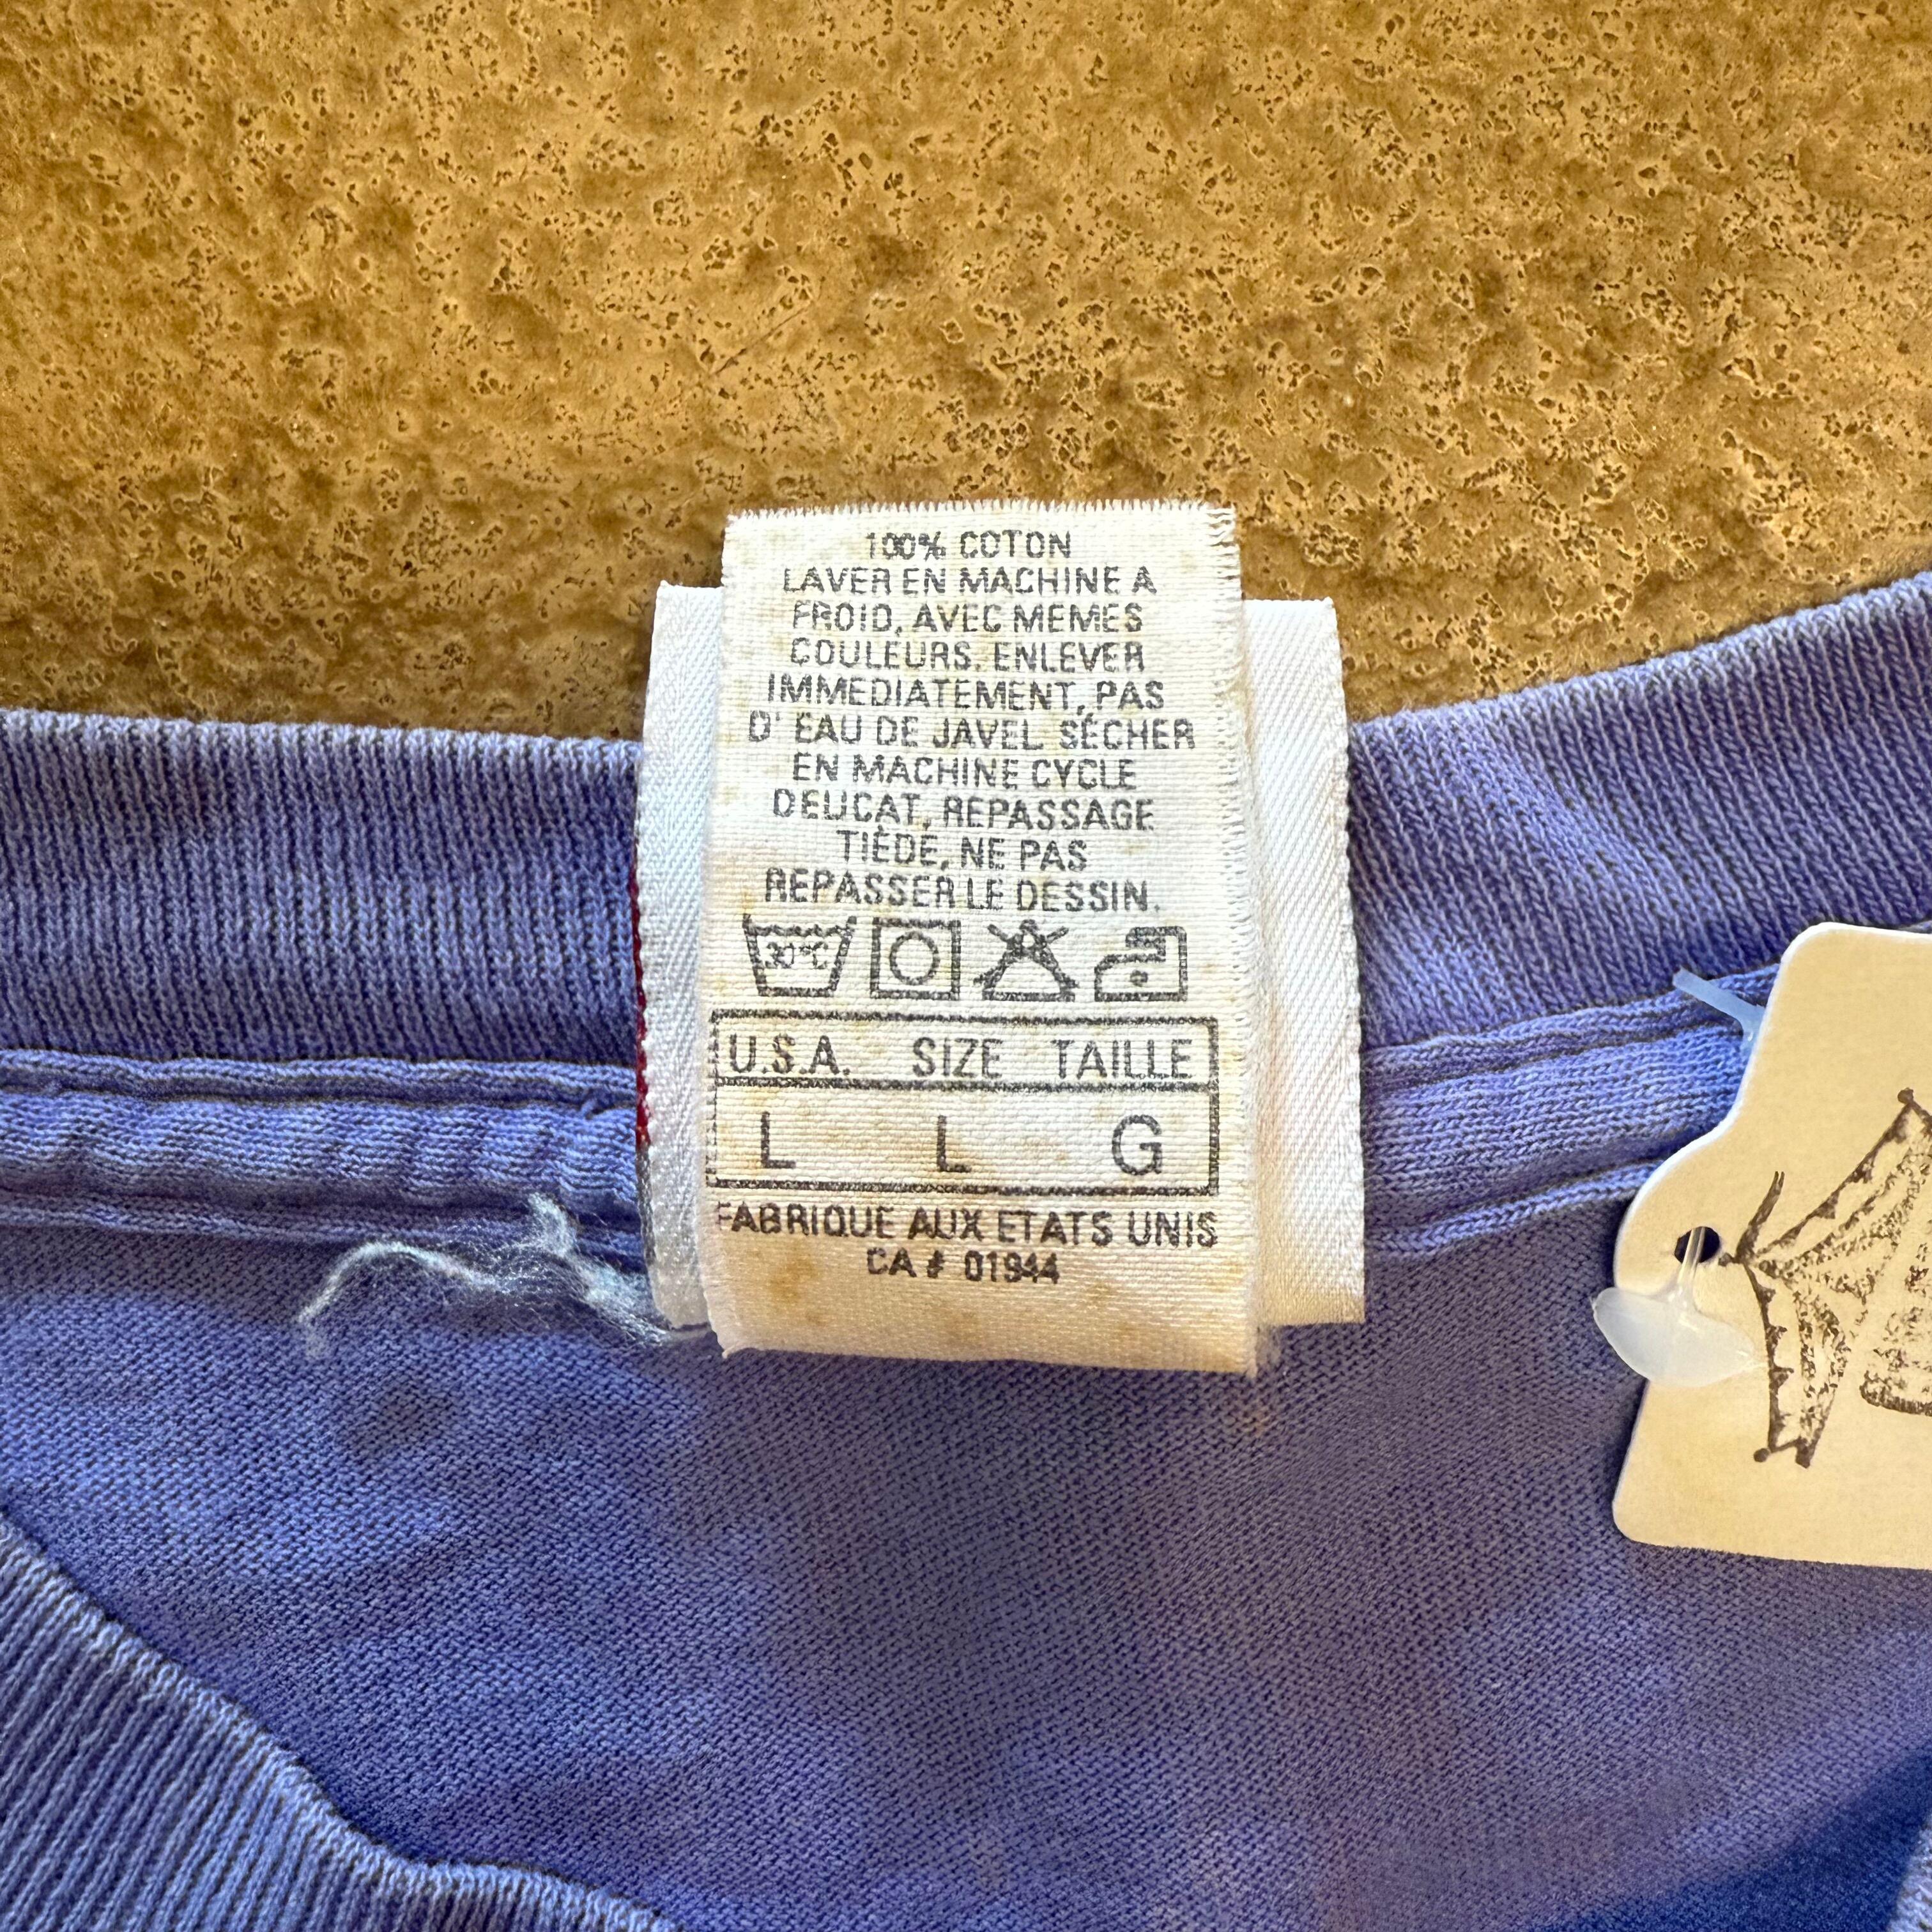 100% COTON
LAVER EN MACHINE A
FROID, AVEC MEMES
COULEURS. ENLEVER
IMMEDIATEMENT, PAS
D' EAU DE JAVEL SÉCHER
EN MACHINE CYCLE
DELICAT, REPASSAGE
TIÈDE, NE PAS
REPASSER LE DESSIN.
30°C
U.S.A. SIZE TAILLE
L L G
FABRIQUE AUX ETATS UNIS
CA # 01944